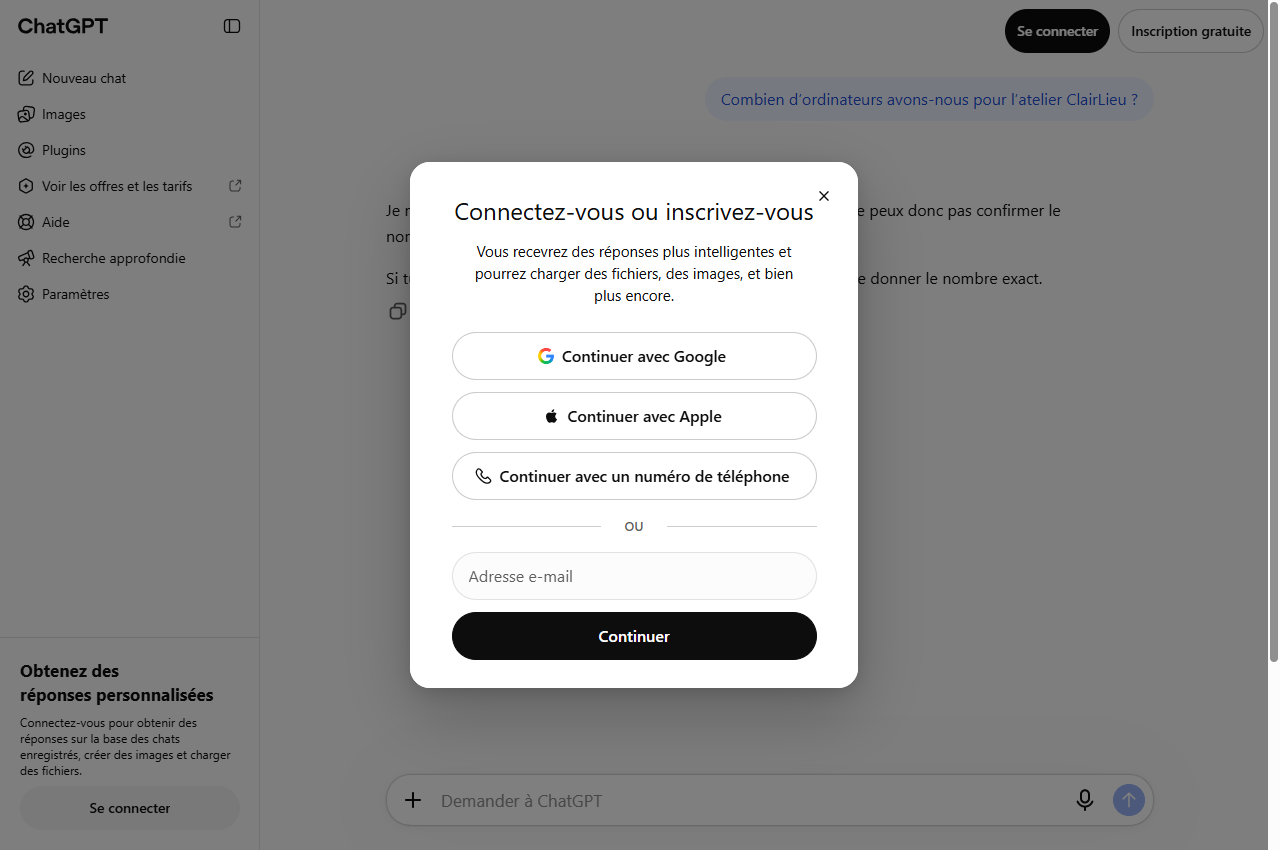 ChatGPT
Se connecter
Inscription gratuite
Nouveau chat
Images
Plugins
Voir les offres et les tarifs
Aide
Recherche approfondie
Paramètres
Combien d’ordinateurs avons-nous pour l’atelier ClairLieu ?
Je
peux donc pas confirmer le
Si
donner le nombre exact.
Connectez-vous ou inscrivez-vous
Vous recevrez des réponses plus intelligentes et
pourrez charger des fichiers, des images, et bien
plus encore.
Continuer avec Google
Continuer avec Apple
Continuer avec un numéro de téléphone
OU
Adresse e-mail
Continuer
Obtenez des
réponses personnalisées
Connectez-vous pour obtenir des
réponses sur la base des chats
enregistrés, créer des images et charger
des fichiers.
Se connecter
Demander à ChatGPT